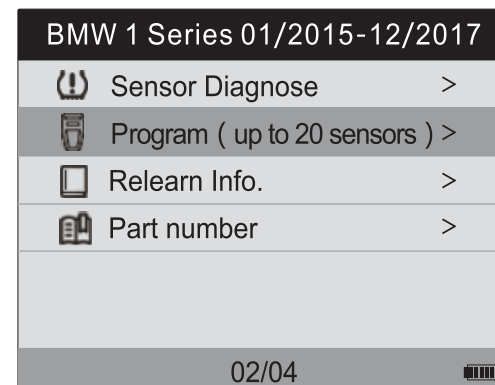 BMW 1 Series 01/2015-12/2017
Sensor Diagnose >
Program ( up to 20 sensors ) >
Relearn Info. >
Part number >
02/04